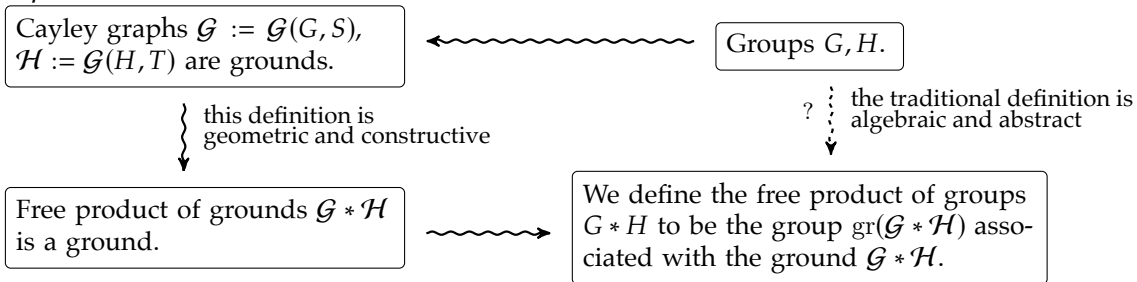 Cayley graphs 𝓖 := 𝓖(G, S),
𝓗 := 𝓖(H, T) are grounds.
Groups G, H.
this definition is
geometric and constructive
?
the traditional definition is
algebraic and abstract
Free product of grounds 𝓖 ∗ 𝓗
is a ground.
We define the free product of groups
G ∗ H to be the group gr(𝓖 ∗ 𝓗) asso-
ciated with the ground 𝓖 ∗ 𝓗.